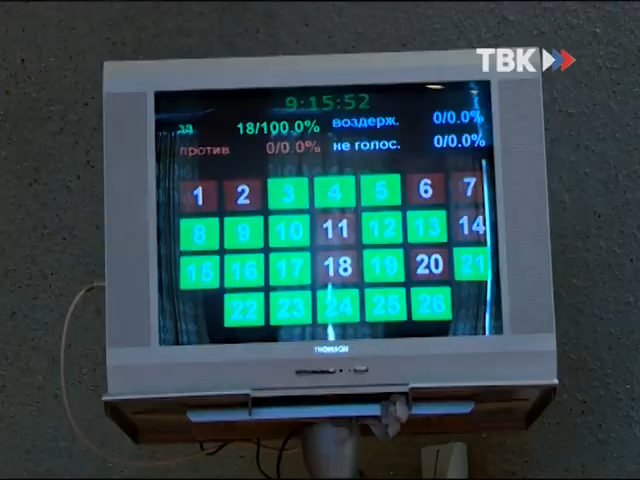 ТВК
9:15:52
за 18/100.0% воздерж. 0/0.0%
против 0/0.0% не голос. 0/0.0%
1 2 3 4 5 6 7
8 9 10 11 12 13 14
15 16 17 18 19 20 21
22 23 24 25 26
THOMSON